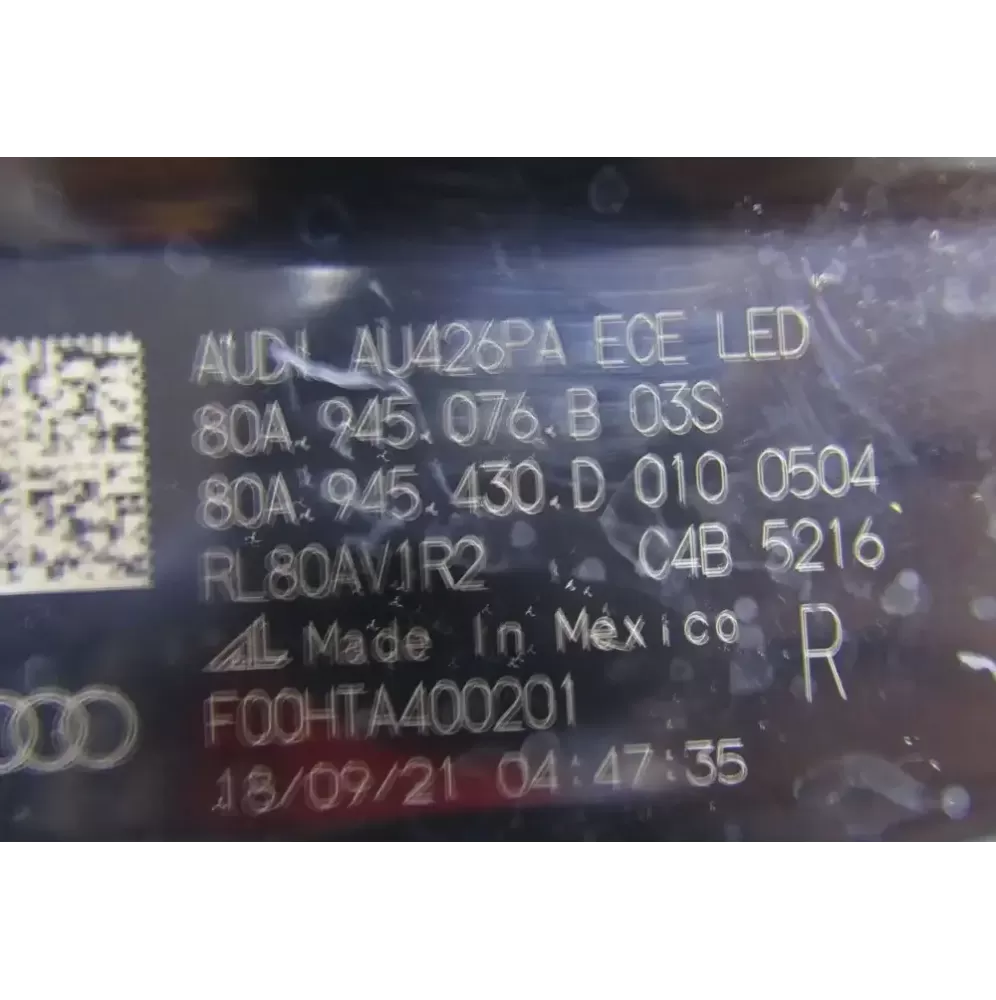 AUDI AU426PA ECE LED
80A.945.076.B 03S
80A.945.430.D 010 0504
RL80AV1R2 C4B 5216
AL Made in Mexico R
F00HTA400201
18/09/21 04:47:35